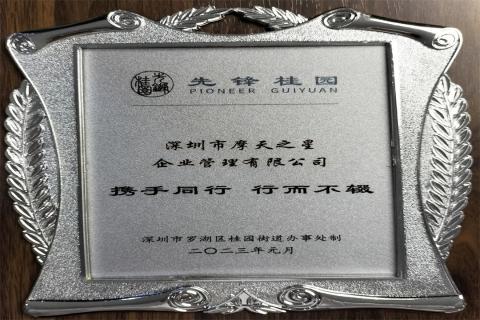 先锋桂园
PIONEER GUIYUAN
深圳市摩天之星
企业管理有限公司
携手同行 行而不辍
深圳市罗湖区桂园街道办事处制
二〇二三年元月